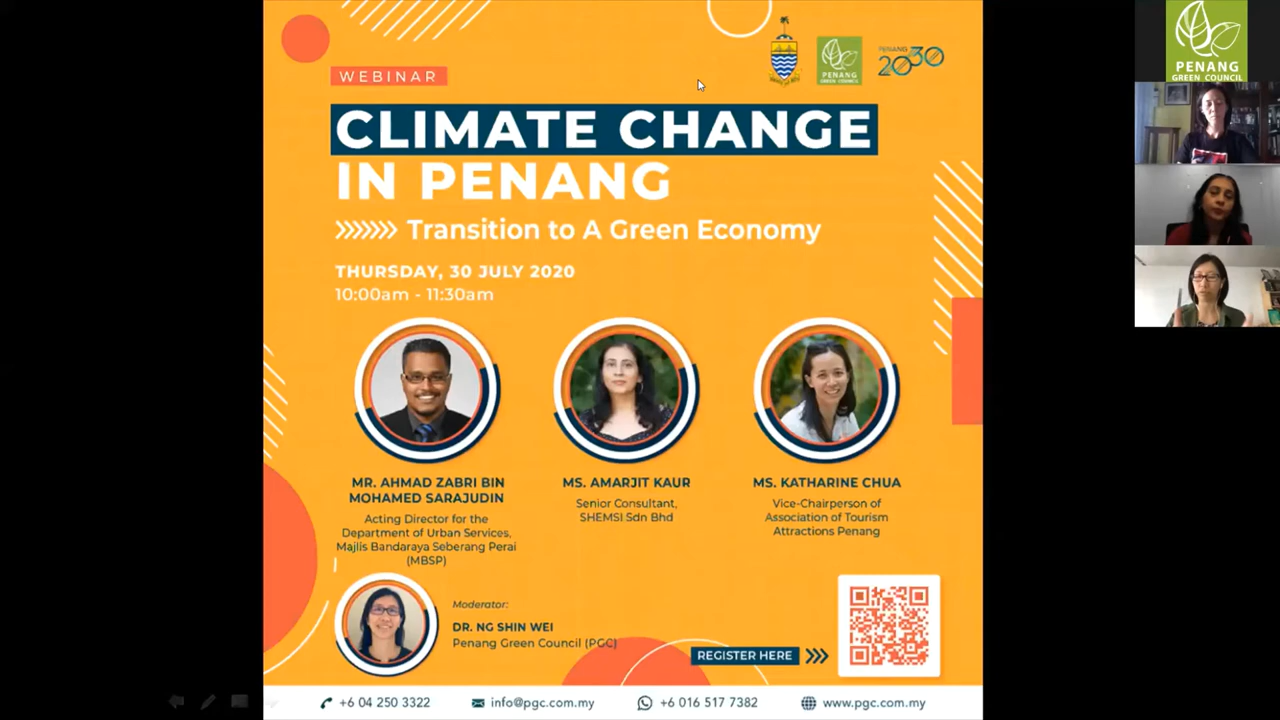 WEBINAR
CLIMATE CHANGE
IN PENANG
Transition to A Green Economy
THURSDAY, 30 JULY 2020
10:00am - 11:30am
PENANG
GREEN COUNCIL
PENANG
2030
PENANG
GREEN COUNCIL
MR. AHMAD ZABRI BIN
MOHAMED SARAJUDIN
Acting Director for the
Department of Urban Services,
Majlis Bandaraya Seberang Perai
(MBSP)
MS. AMARJIT KAUR
Senior Consultant,
SHEMSI Sdn Bhd
MS. KATHARINE CHUA
Vice-Chairperson of
Association of Tourism
Attractions Penang
Moderator:
DR. NG SHIN WEI
Penang Green Council (PGC)
REGISTER HERE
+6 04 250 3322
info@pgc.com.my
+6 016 517 7382
www.pgc.com.my